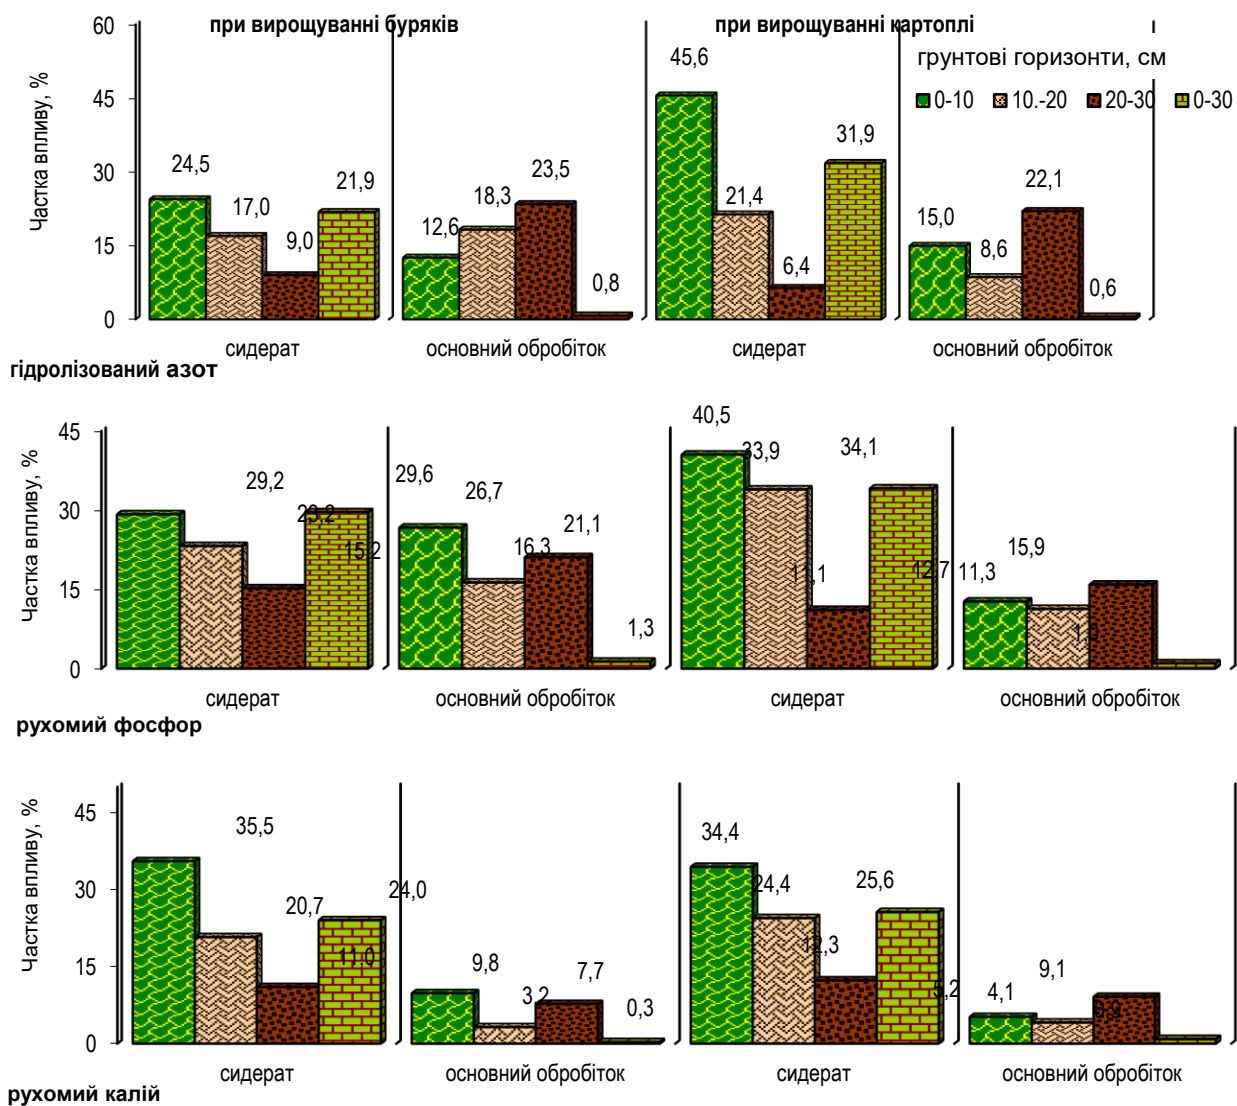 при вирощуванні буряків
при вирощуванні картоплі
грунтові горизонти, см
0-10 10.-20 20-30 0-30
Частка впливу, %
60
45
30
15
0
24,5 17,0 9,0 21,9
12,6 18,3 23,5 0,8
45,6 21,4 6,4 31,9
15,0 8,6 22,1 0,6
сидерат основний обробіток сидерат основний обробіток
гідролізований азот
Частка впливу, %
45
30
15
0
29,2 23,2 15,2
29,6 26,7 16,3 21,1 1,3
40,5 33,9 11,1 34,1
12,7 11,3 15,9
сидерат основний обробіток сидерат основний обробіток
рухомий фосфор
Частка впливу, %
45
30
15
0
35,5 20,7 11,0 24,0
9,8 3,2 7,7 0,3
34,4 24,4 12,3 25,6
5,2 4,1 9,1
сидерат основний обробіток сидерат основний обробіток
рухомий калій